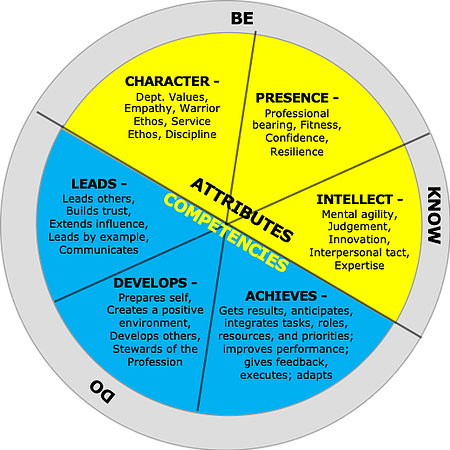 BE
CHARACTER -
Dept. Values,
Empathy, Warrior
Ethos, Service
Ethos, Discipline
PRESENCE -
Professional
bearing, Fitness,
Confidence,
Resilience
INTELLECT -
Mental agility,
Judgement,
Innovation,
Interpersonal tact,
Expertise
KNOW
ATTRIBUTES
COMPETENCIES
LEADS -
Leads others,
Builds trust,
Extends influence,
Leads by example,
Communicates
DEVELOPS -
Prepares self,
Creates a positive
environment,
Develops others,
Stewards of the
Profession
ACHIEVES -
Gets results, anticipates,
integrates tasks, roles,
resources, and priorities;
improves performance;
gives feedback,
executes; adapts
DO